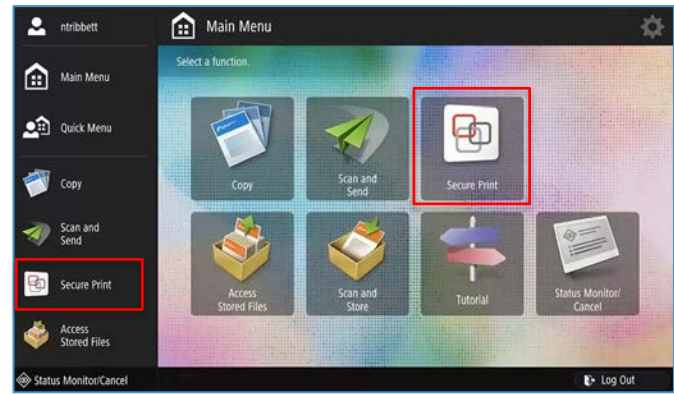 ntribbett
Main Menu
Quick Menu
Copy
Scan and
Send
Secure Print
Access
Stored Files
Status Monitor/Cancel
Main Menu
Select a function.
Copy
Scan and
Send
Secure Print
Access
Stored Files
Scan and
Store
Tutorial
Status Monitor/
Cancel
Log Out